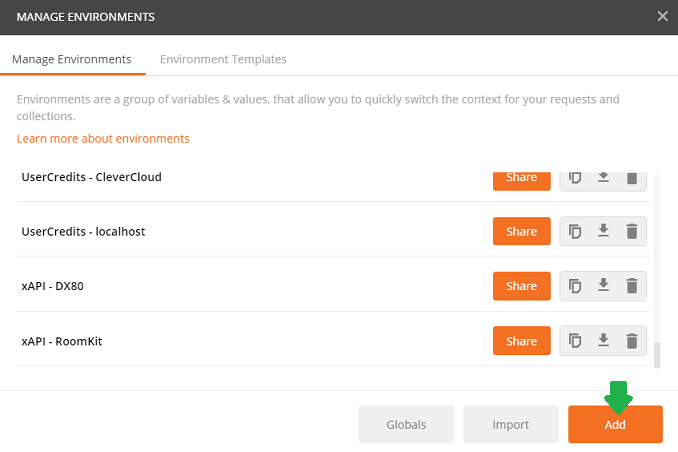 MANAGE ENVIRONMENTS
Manage Environments Environment Templates
Environments are a group of variables & values, that allow you to quickly switch the context for your requests and
collections.
Learn more about environments
UserCredits - CleverCloud Share
UserCredits - localhost Share
xAPI - DX80 Share
xAPI - RoomKit Share
Globals Import Add